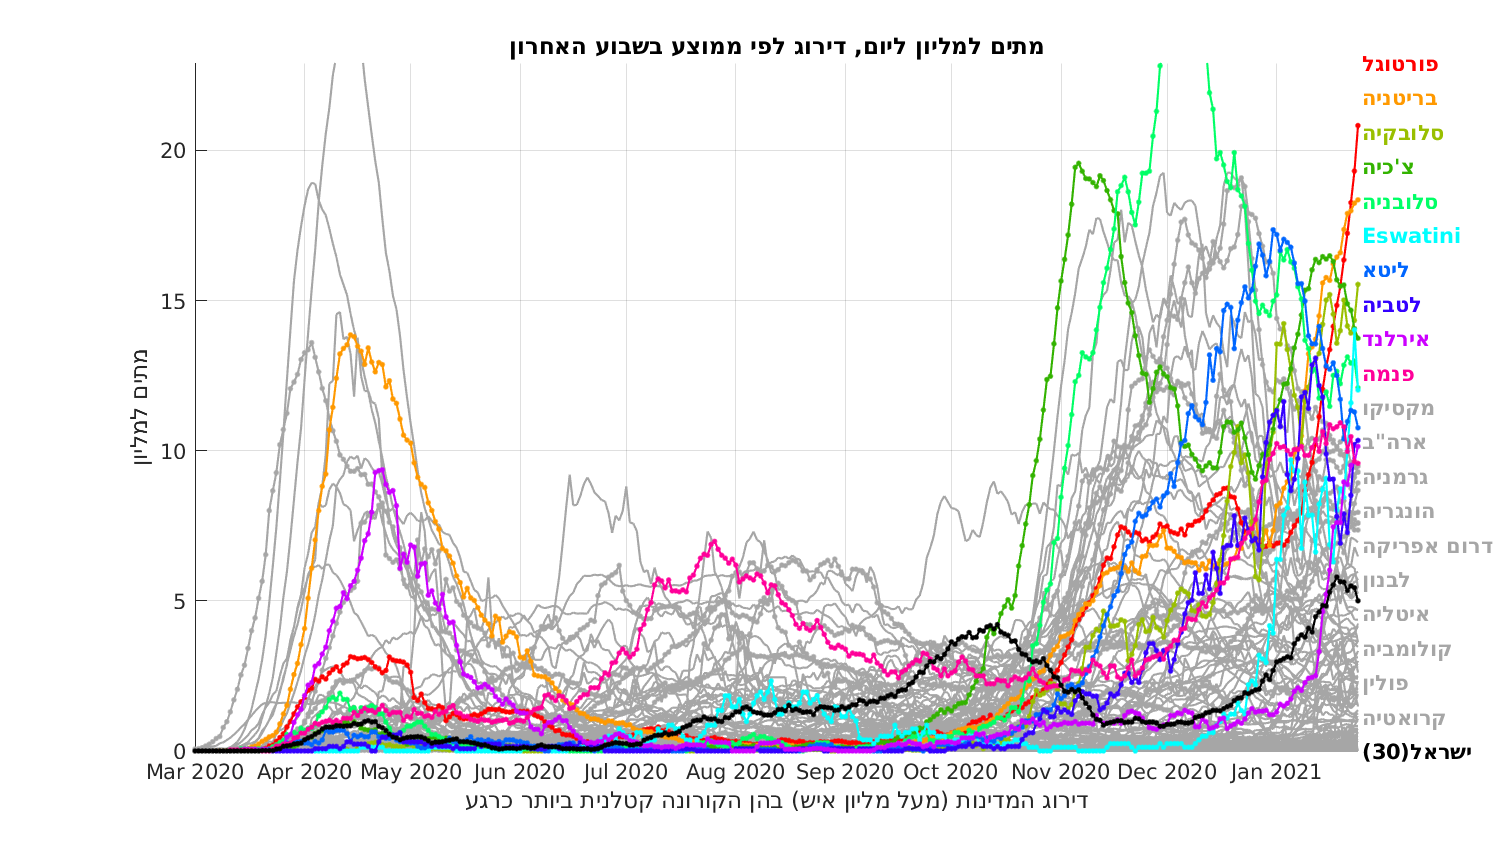 מתים למליון ליום, דירוג לפי ממוצע בשבוע האחרון
מתים למליון
20
15
10
5
0
Mar 2020
Apr 2020
May 2020
Jun 2020
Jul 2020
Aug 2020
Sep 2020
Oct 2020
Nov 2020
Dec 2020
Jan 2021
דירוג המדינות (מעל מליון איש) בהן הקורונה קטלנית ביותר כרגע
פורטוגל
בריטניה
סלובקיה
צ'כיה
סלובניה
Eswatini
ליטא
לטביה
אירלנד
פנמה
מקסיקו
ארה"ב
גרמניה
הונגריה
דרום אפריקה
לבנון
איטליה
קולומביה
פולין
קרואטיה
ישראל(30)